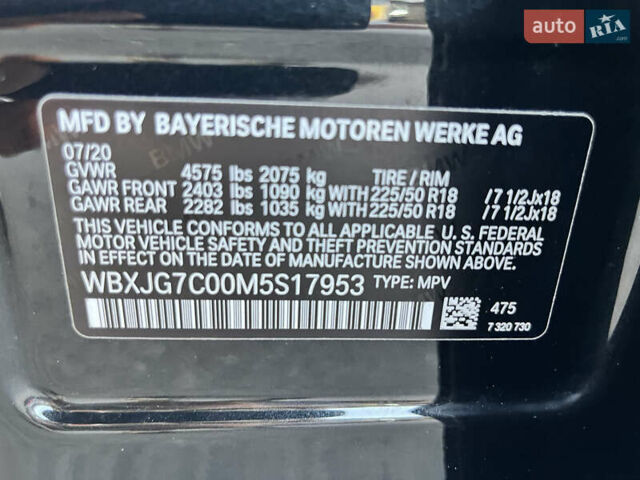 auto RIA.com
MFD BY BAYERISCHE MOTOREN WERKE AG
07/20
GVWR 4575 lbs 2075 kg TIRE / RIM
GAWR FRONT 2403 lbs 1090 kg WITH 225/50 R18 /7 1/2Jx18
GAWR REAR 2282 lbs 1035 kg WITH 225/50 R18 /7 1/2Jx18
THIS VEHICLE CONFORMS TO ALL APPLICABLE U. S. FEDERAL
MOTOR VEHICLE SAFETY AND THEFT PREVENTION STANDARDS
IN EFFECT ON THE DATE OF MANUFACTURE SHOWN ABOVE.
WBXJG7C00M5S17953 TYPE: MPV
475
7 320 730